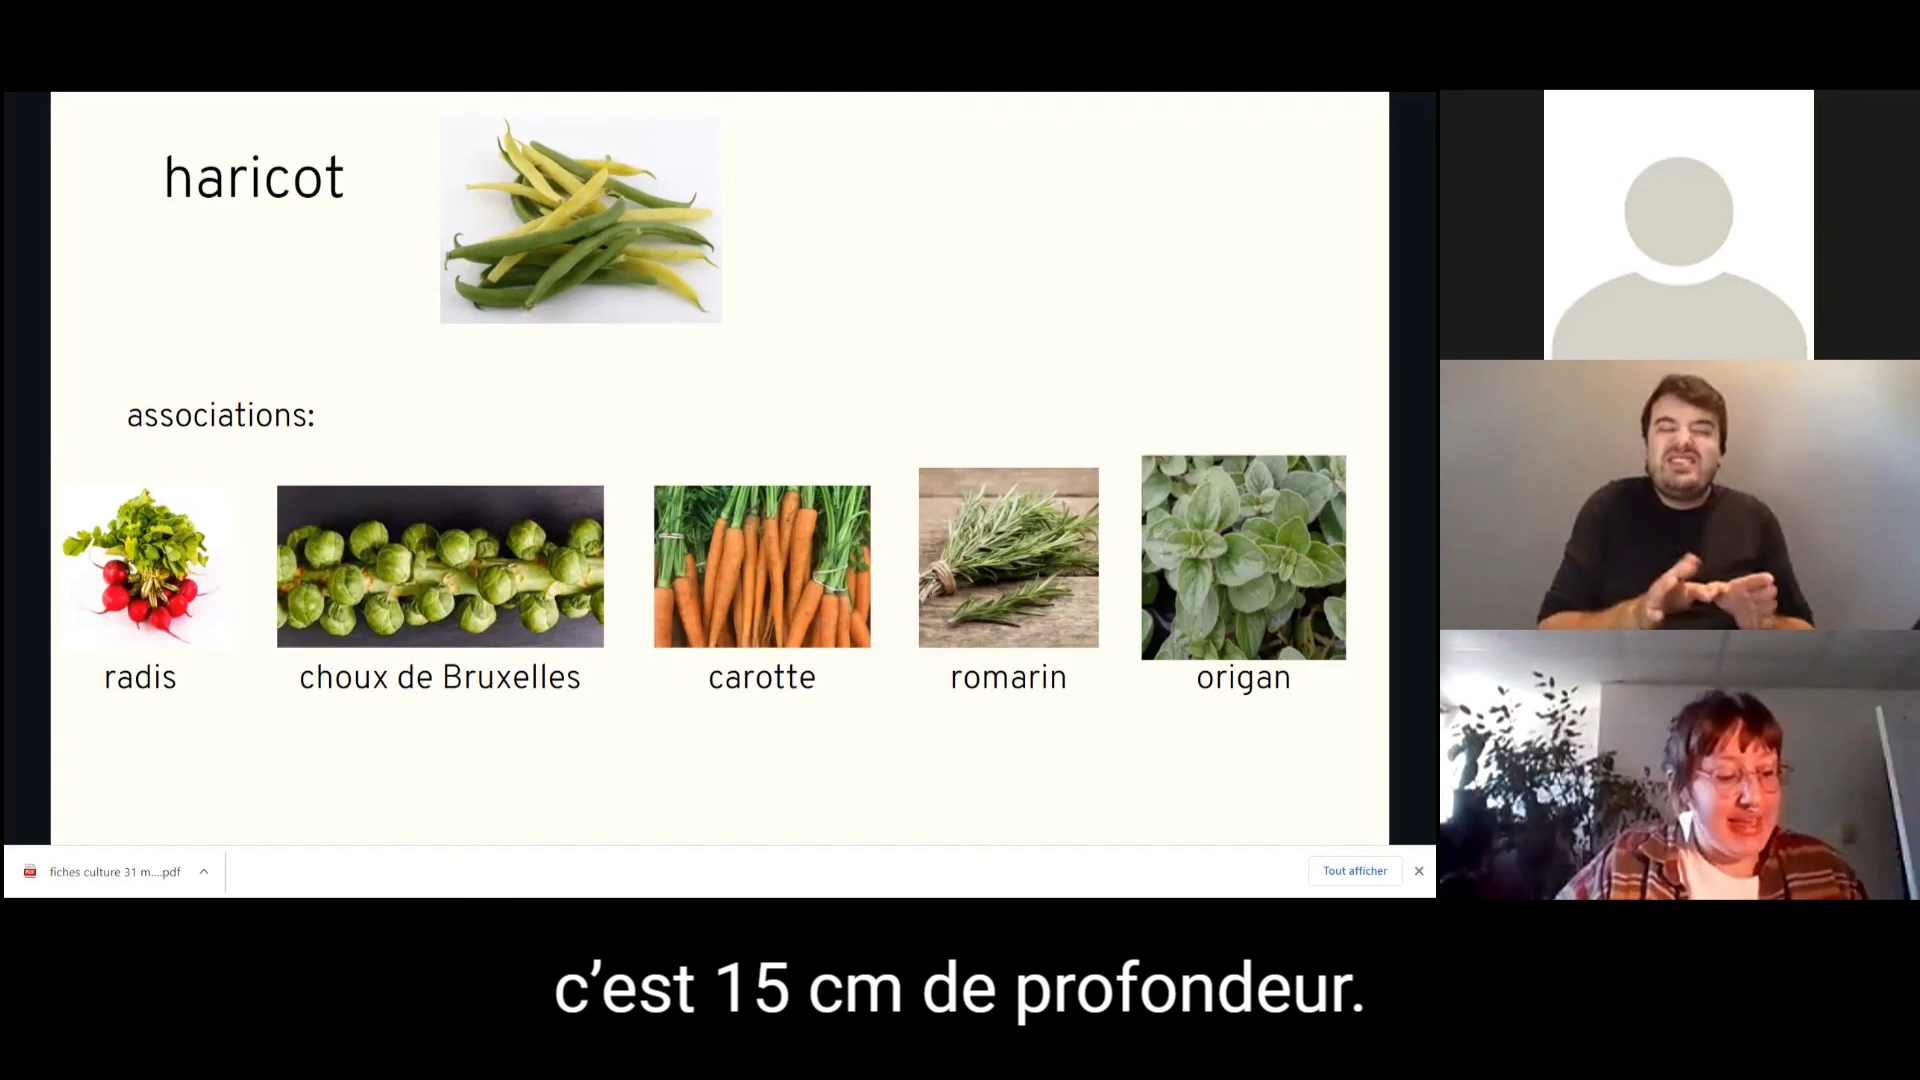 haricot
associations:
radis
choux de Bruxelles
carotte
romarin
origan
fiches culture 31 m....pdf
Tout afficher
c’est 15 cm de profondeur.